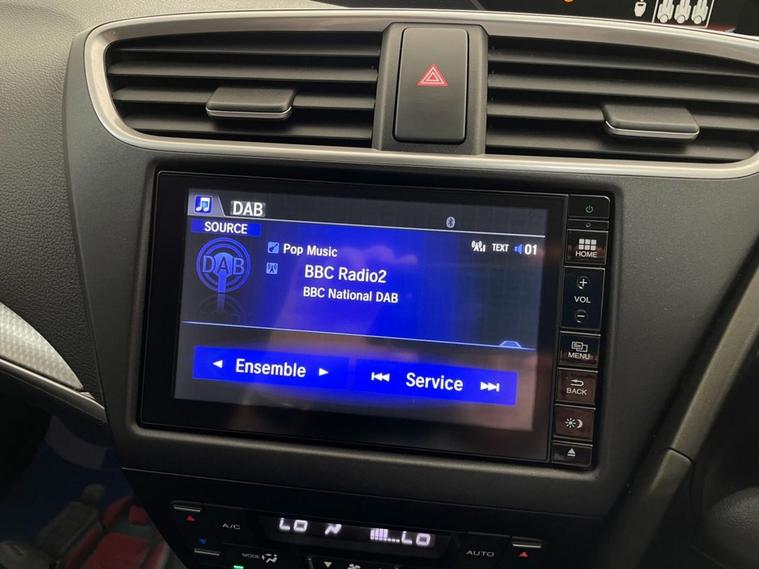 DAB
SOURCE
Pop Music
TEXT 01
DAB
BBC Radio2
BBC National DAB
Ensemble
Service
HOME
VOL
MENU
BACK
A/C
LO
LO
MODE
AUTO